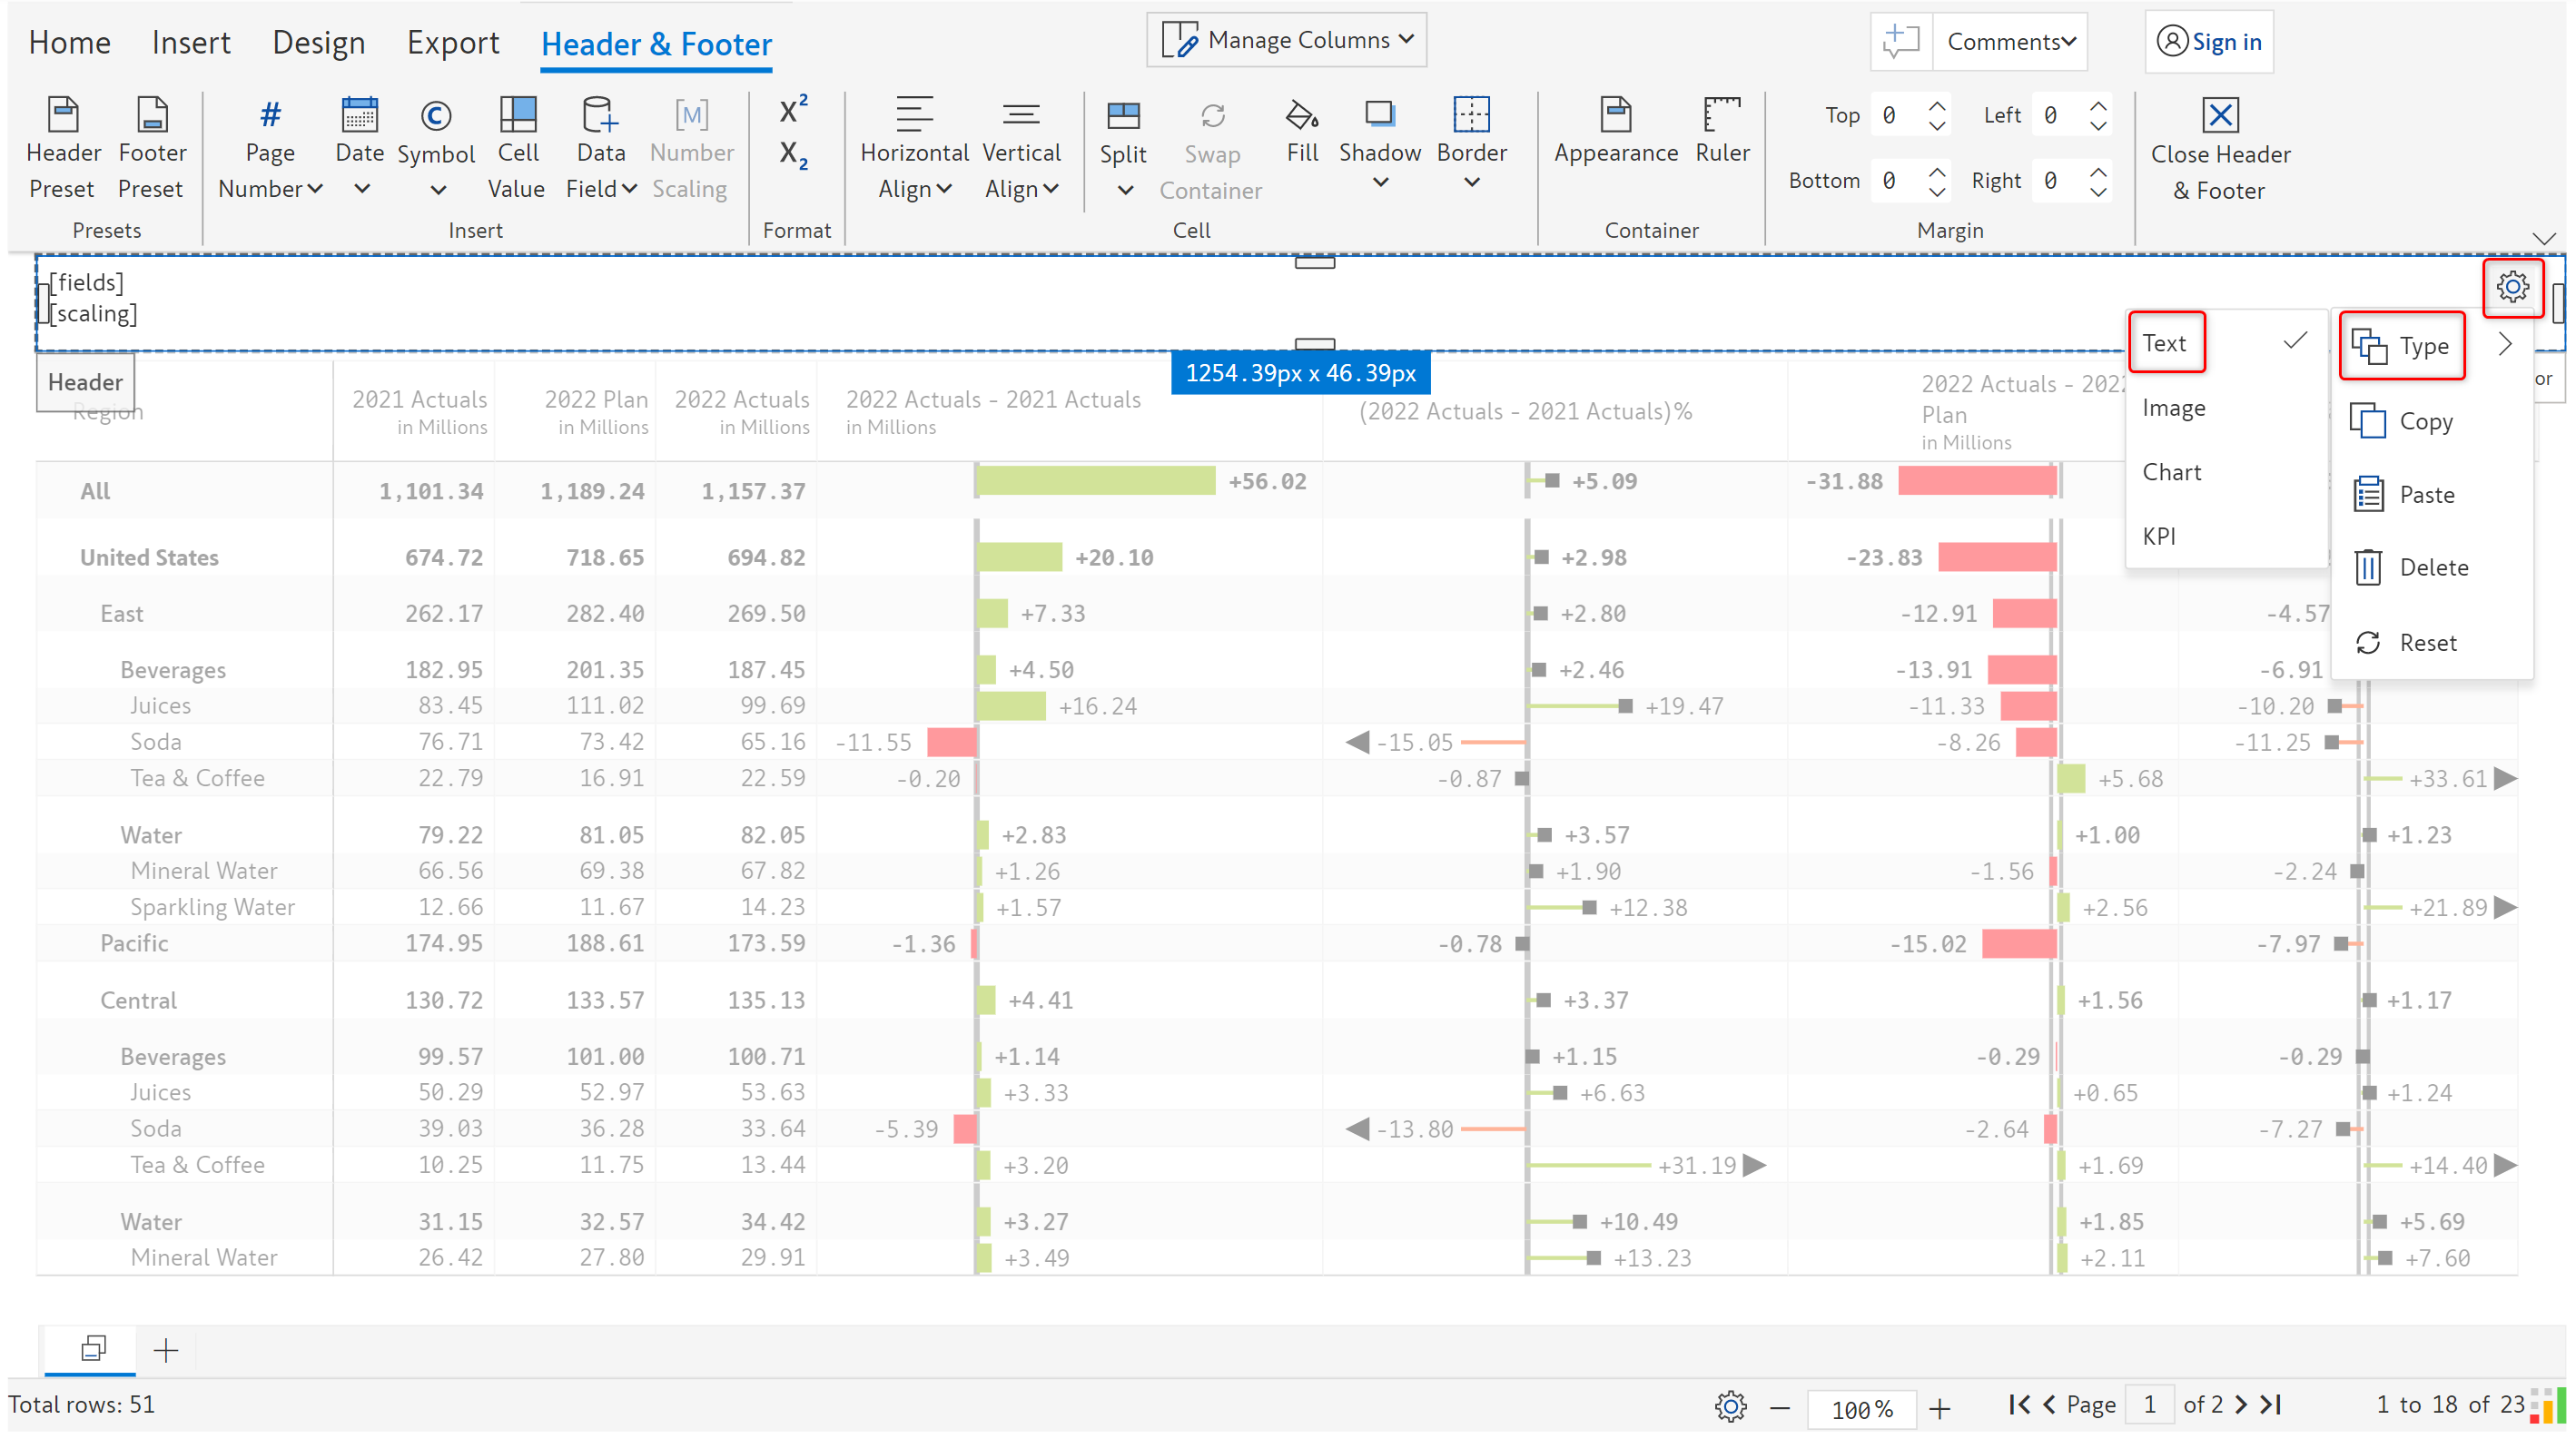 Home Insert Design Export Header & Footer Manage Columns Comments Sign in
Header Preset Footer Preset Page Number Date Symbol Cell Value Data Field Number Scaling X2 X2 Horizontal Align Vertical Align Split Swap Container Fill Shadow Border Appearance Ruler Top 0 Left 0 Bottom 0 Right 0 Close Header & Footer
Presets Insert Format Cell Container Margin
[fields]
[scaling]
Header
1254.39px x 46.39px
Text Type
Image Copy
Chart Paste
KPI Delete
Reset
or
Region 2021 Actuals in Millions 2022 Plan in Millions 2022 Actuals in Millions 2022 Actuals - 2021 Actuals in Millions (2022 Actuals - 2021 Actuals)% 2022 Actuals - 2022 Plan in Millions
All 1,101.34 1,189.24 1,157.37 +56.02 +5.09 -31.88
United States 674.72 718.65 694.82 +20.10 +2.98 -23.83
East 262.17 282.40 269.50 +7.33 +2.80 -12.91 -4.57
Beverages 182.95 201.35 187.45 +4.50 +2.46 -13.91 -6.91
Juices 83.45 111.02 99.69 +16.24 +19.47 -11.33 -10.20
Soda 76.71 73.42 65.16 -11.55 -15.05 -8.26 -11.25
Tea & Coffee 22.79 16.91 22.59 -0.20 -0.87 +5.68 +33.61
Water 79.22 81.05 82.05 +2.83 +3.57 +1.00 +1.23
Mineral Water 66.56 69.38 67.82 +1.26 +1.90 -1.56 -2.24
Sparkling Water 12.66 11.67 14.23 +1.57 +12.38 +2.56 +21.89
Pacific 174.95 188.61 173.59 -1.36 -0.78 -15.02 -7.97
Central 130.72 133.57 135.13 +4.41 +3.37 +1.56 +1.17
Beverages 99.57 101.00 100.71 +1.14 +1.15 -0.29 -0.29
Juices 50.29 52.97 53.63 +3.33 +6.63 +0.65 +1.24
Soda 39.03 36.28 33.64 -5.39 -13.80 -2.64 -7.27
Tea & Coffee 10.25 11.75 13.44 +3.20 +31.19 +1.69 +14.40
Water 31.15 32.57 34.42 +3.27 +10.49 +1.85 +5.69
Mineral Water 26.42 27.80 29.91 +3.49 +13.23 +2.11 +7.60
Total rows: 51 100% Page 1 of 2 1 to 18 of 23